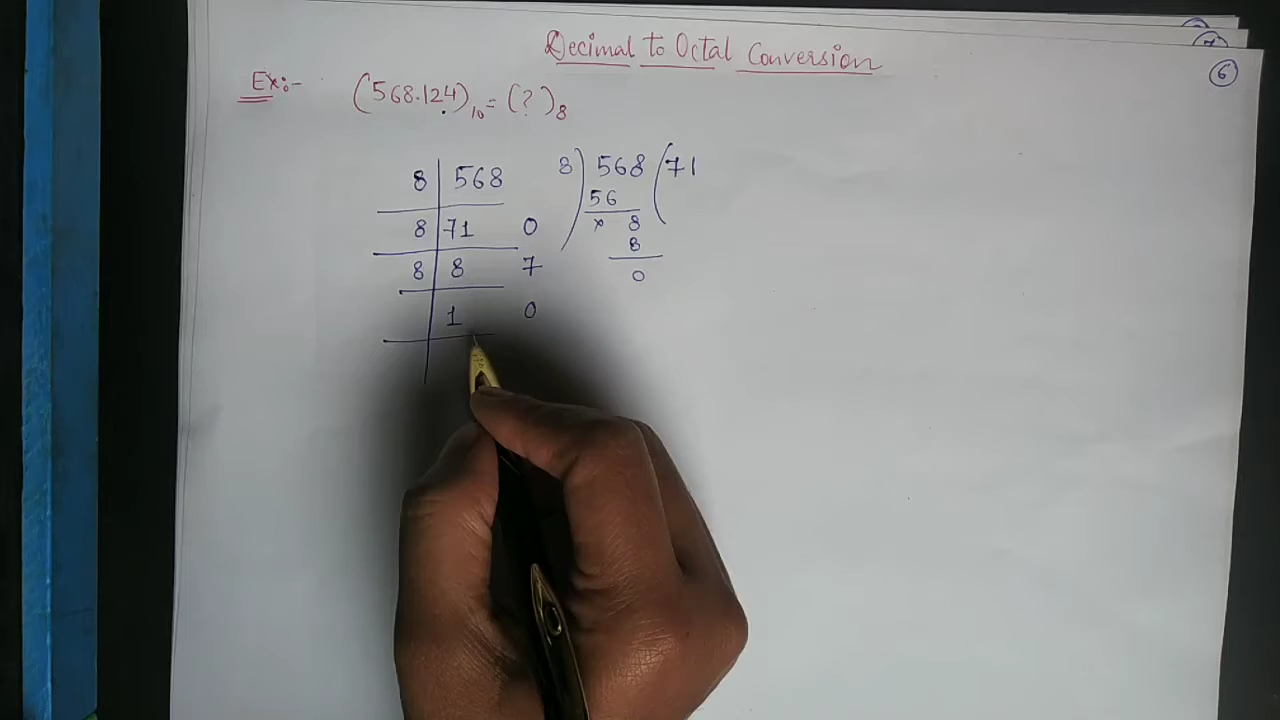 Decimal to Octal Conversion
6
Ex:- (568.124)10 = (?)8
8 | 568
8 | 71 0
8 | 8 7
1 0
8 ) 568 ( 71
56
× 8
8
0